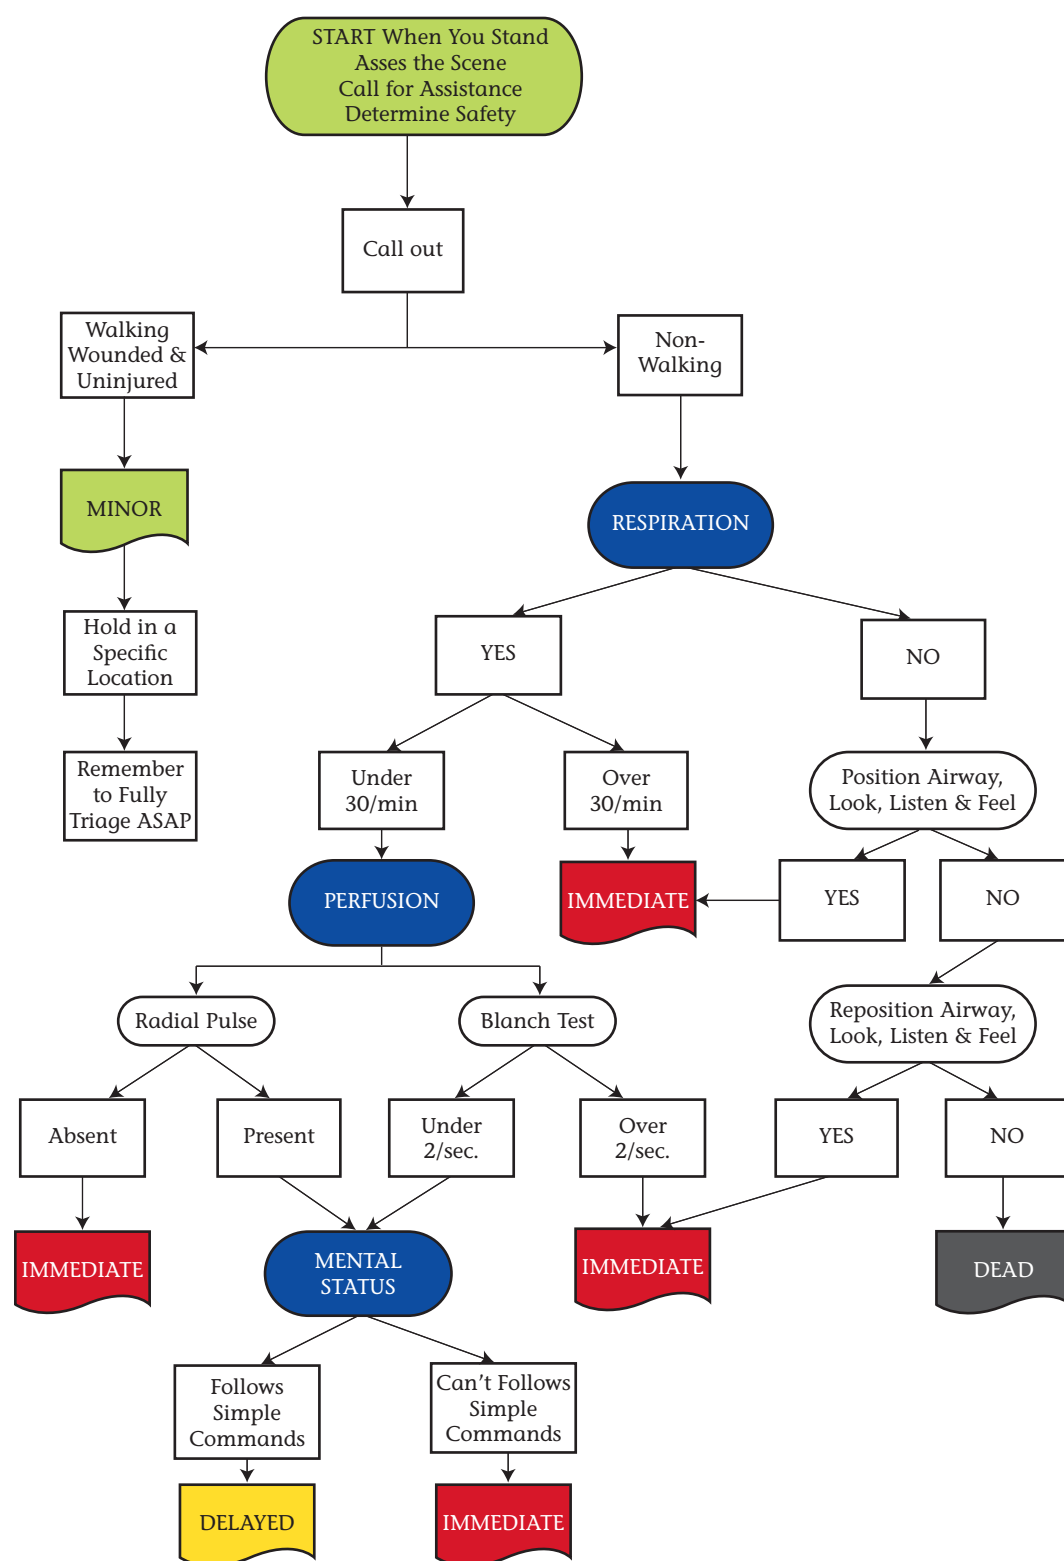 START When You Stand
Asses the Scene
Call for Assistance
Determine Safety
Call out
Walking
Wounded &
Uninjured
Non-
Walking
MINOR
RESPIRATION
Hold in a
Specific
Location
YES
NO
Remember
to Fully
Triage ASAP
Under
30/min
Over
30/min
Position Airway,
Look, Listen & Feel
PERFUSION
IMMEDIATE
YES
NO
Radial Pulse
Blanch Test
Reposition Airway,
Look, Listen & Feel
Absent
Present
Under
2/sec.
Over
2/sec.
YES
NO
IMMEDIATE
MENTAL
STATUS
IMMEDIATE
DEAD
Follows
Simple
Commands
Can't Follows
Simple
Commands
DELAYED
IMMEDIATE